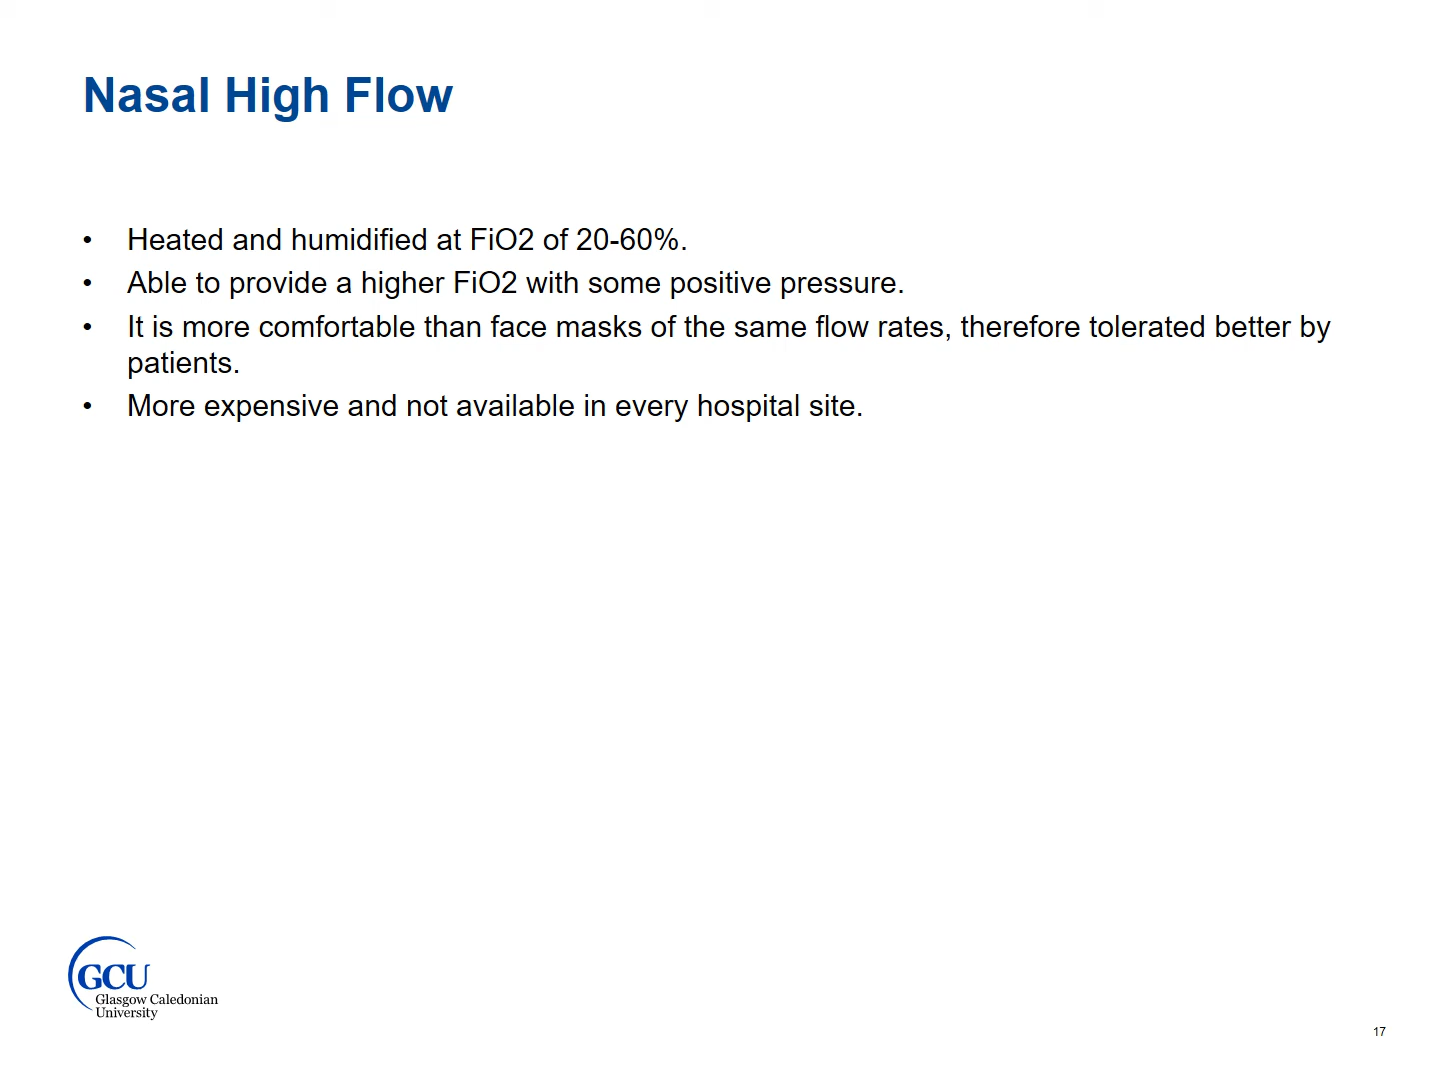 Nasal High Flow
• Heated and humidified at FiO2 of 20-60%.
• Able to provide a higher FiO2 with some positive pressure.
• It is more comfortable than face masks of the same flow rates, therefore tolerated better by
patients.
• More expensive and not available in every hospital site.
GCU
Glasgow Caledonian
University
17